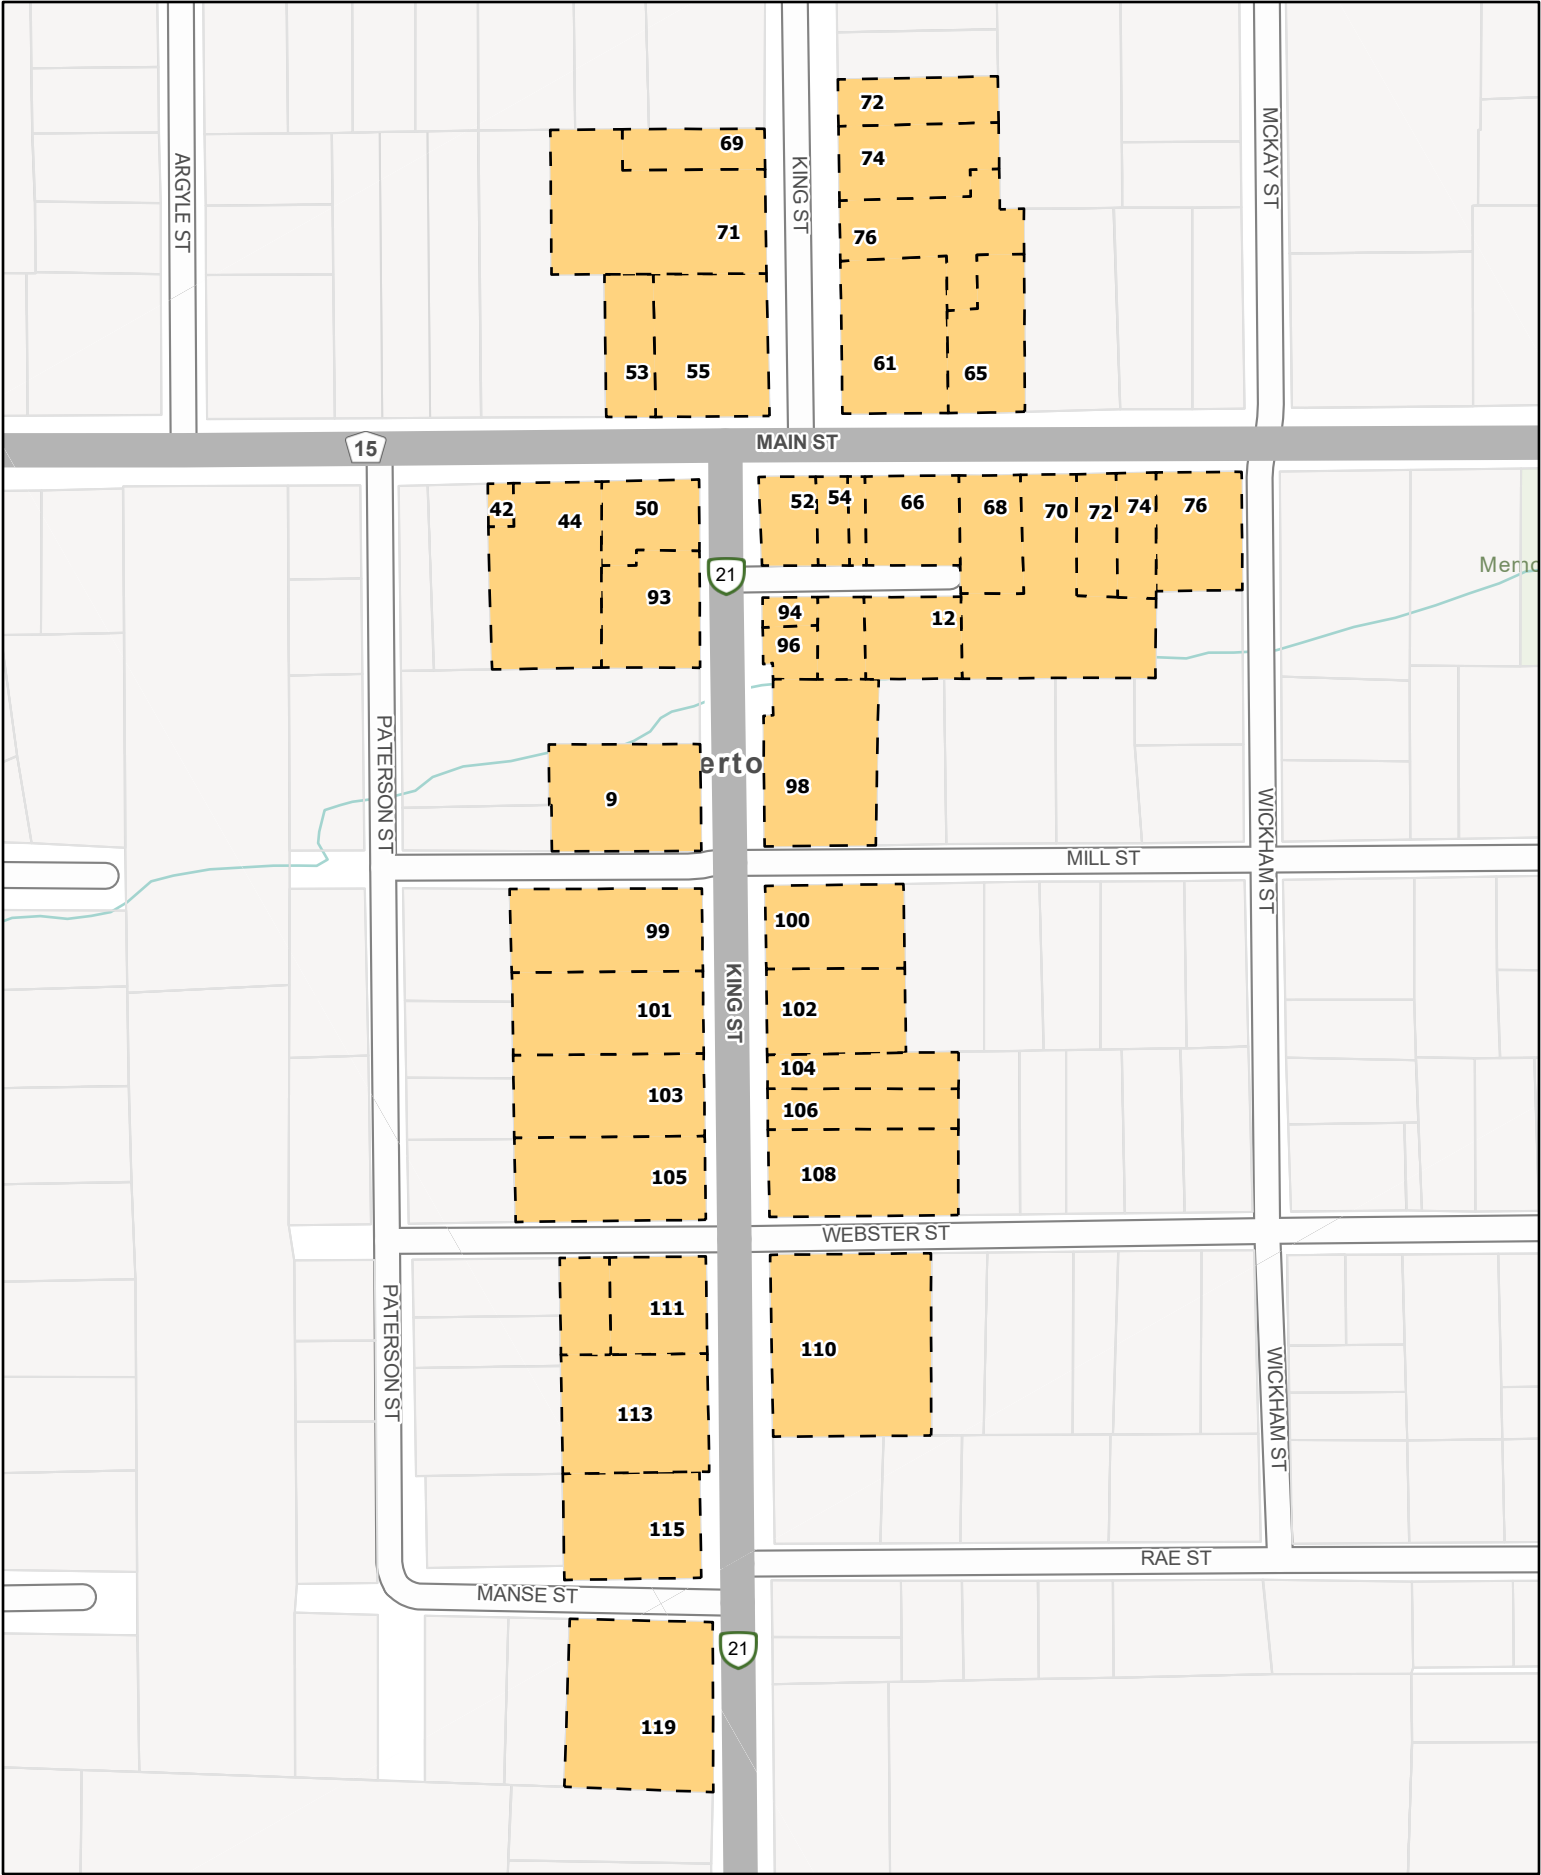 72
MCKAY ST
69
ARGYLE ST
KING ST
74
71
76
61
53
55
65
MAIN ST
15
42
44
50
52
54
66
68
70
72
74
76
Memo
21
93
94
12
96
PATERSON ST
erto
98
9
WICKHAM ST
MILL ST
99
100
KING ST
101
102
104
103
106
105
108
WEBSTER ST
111
PATERSON ST
110
WICKHAM ST
113
115
RAE ST
MANSE ST
21
119